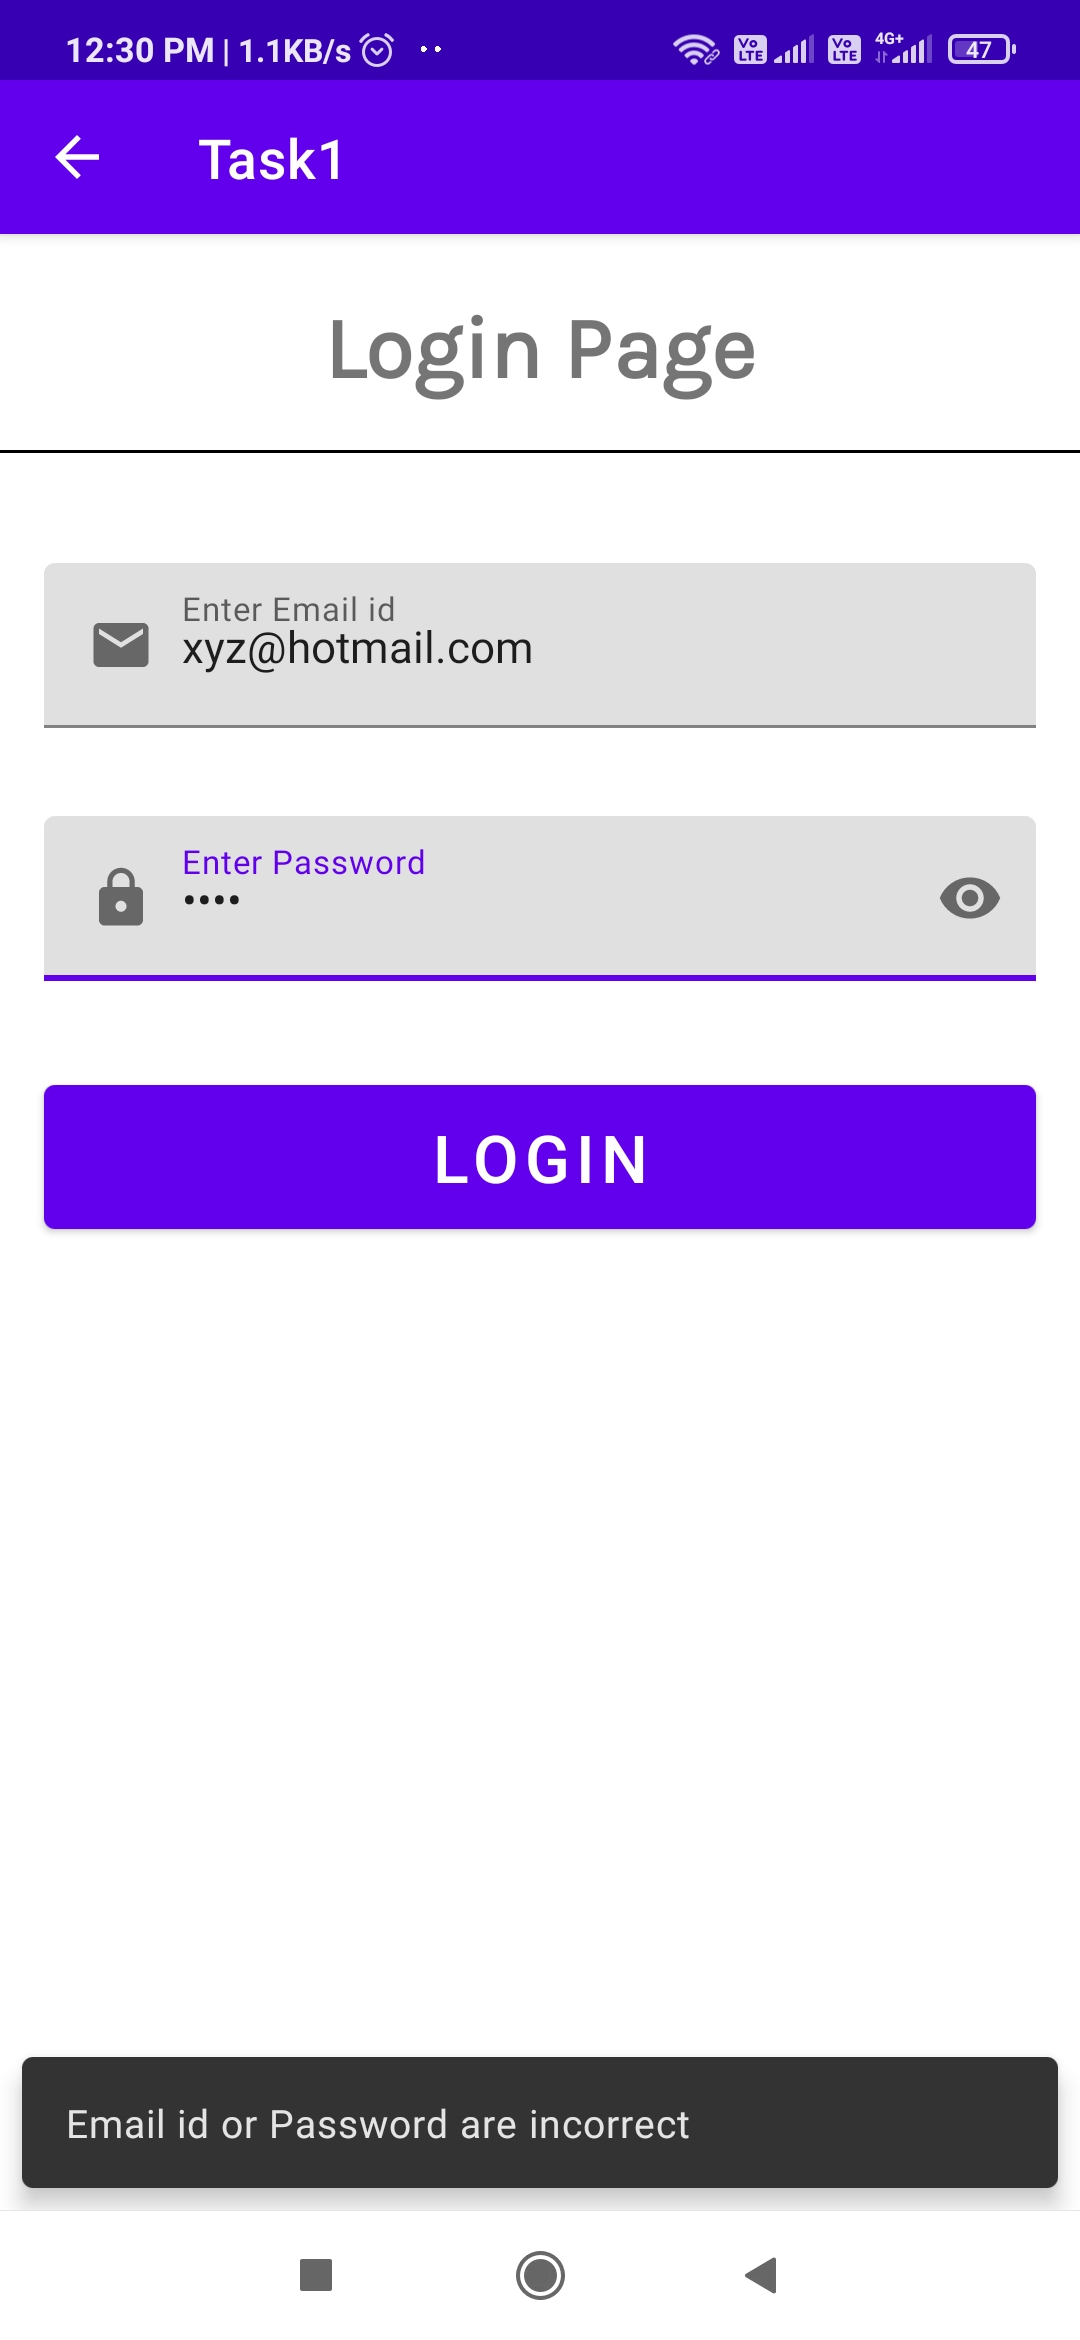 12:30 PM | 1.1KB/s
Vo LTE Vo LTE 4G+ 47
Task1
Login Page
Enter Email id
xyz@hotmail.com
Enter Password
••••
LOGIN
Email id or Password are incorrect